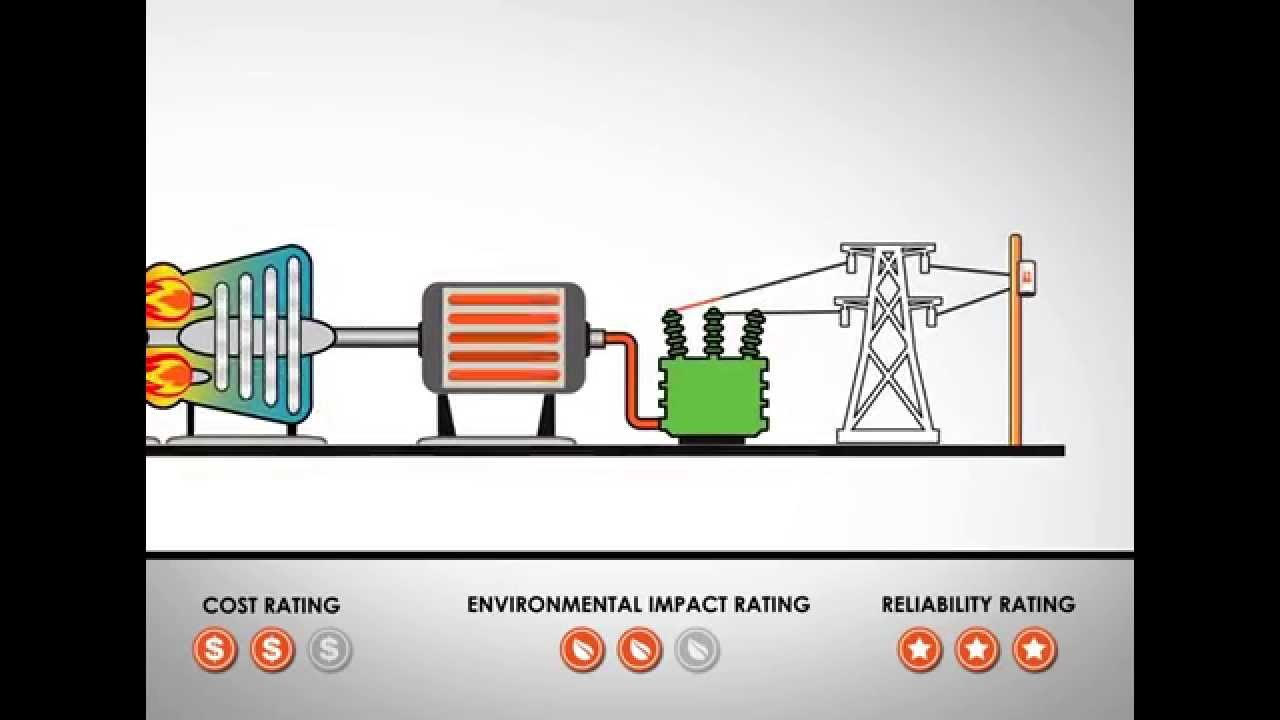 COST RATING
ENVIRONMENTAL IMPACT RATING
RELIABILITY RATING
$ $ $